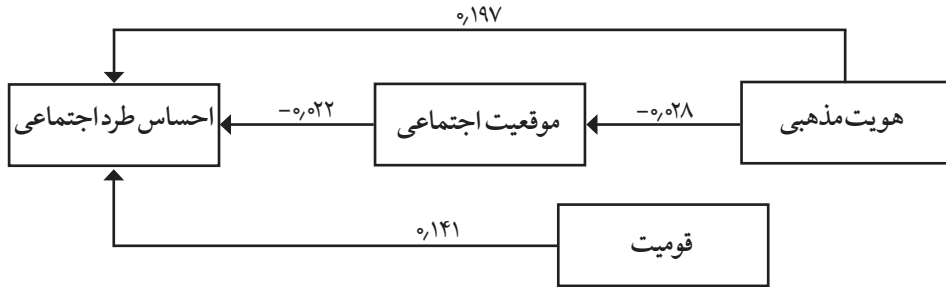 ۰٫۱۹۷
هویت مذهبی
-۰٫۰۲۸
موقعیت اجتماعی
-۰٫۰۲۲
احساس طرد اجتماعی
قومیت
۰٫۱۴۱